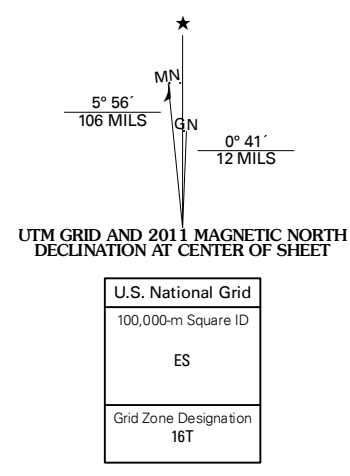 ★
MN
5° 56´
106 MILS
GN
0° 41´
12 MILS
UTM GRID AND 2011 MAGNETIC NORTH
DECLINATION AT CENTER OF SHEET
U.S. National Grid
100,000-m Square ID
ES
Grid Zone Designation
16T